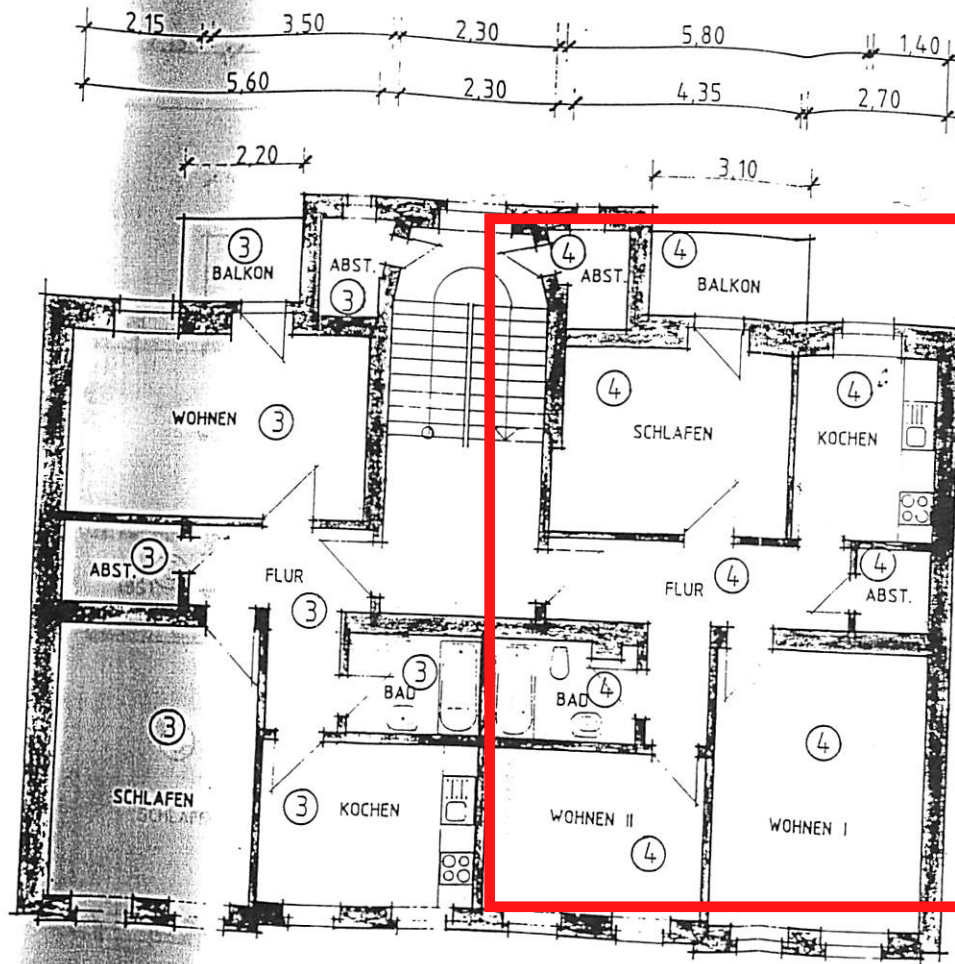 2,15 3,50 2,30 5,80 1,40
5,60 2,30 4,35 2,70
2,20 3,10
3 BALKON
ABST. 3
4 ABST.
4 BALKON
WOHNEN 3
4 SCHLAFEN
4 KOCHEN
ABST. 3
FLUR 3
FLUR 4
4 ABST.
3 BAD
BAD 4
3 SCHLAFEN
3 KOCHEN
WOHNEN II 4
4 WOHNEN I